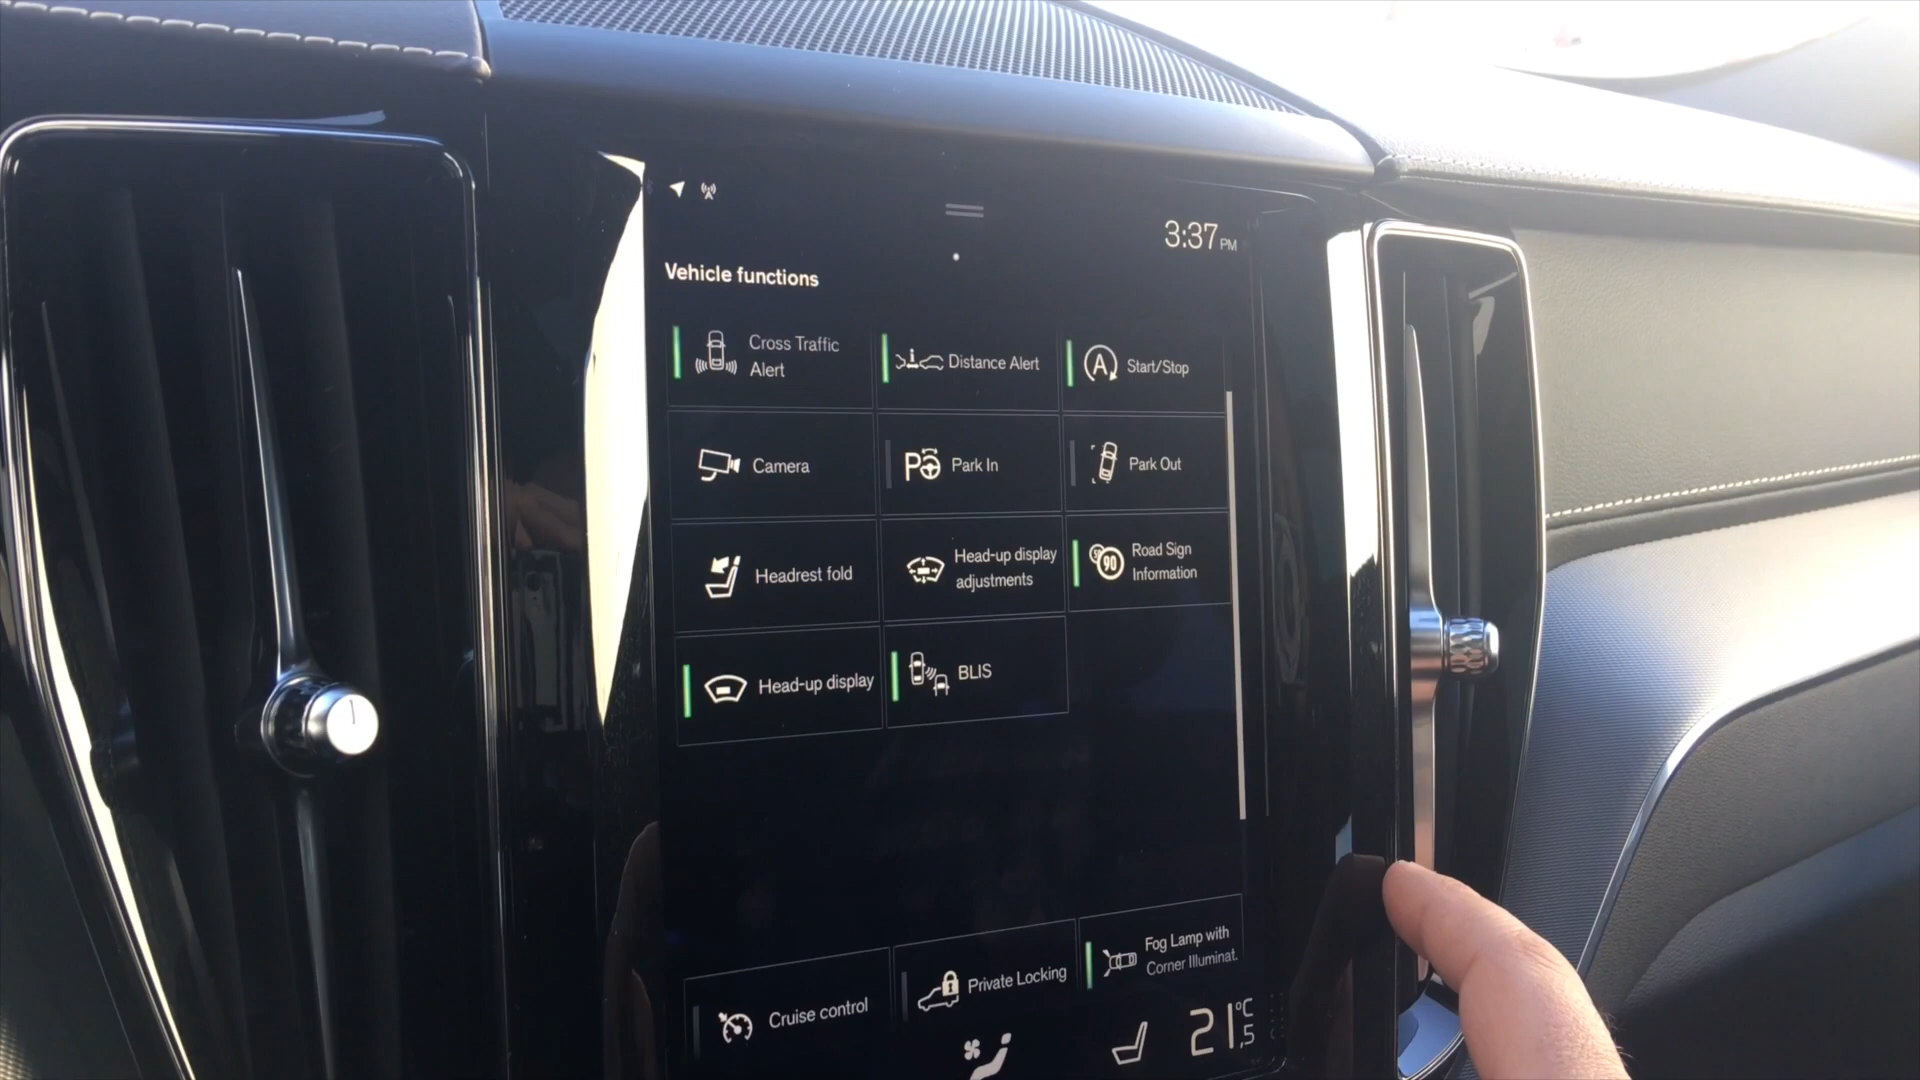 3:37 PM
Vehicle functions
Cross Traffic
Alert
Distance Alert
A
Start/Stop
Camera
P
Park In
Park Out
Headrest fold
Head-up display
adjustments
90
Road Sign
Information
Head-up display
BLIS
Cruise control
Private Locking
Fog Lamp with
Corner Illuminat.
21,5 °C